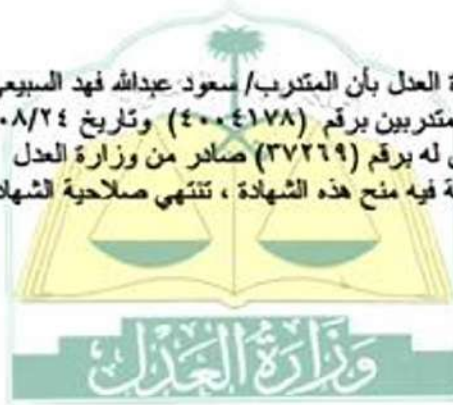 ة العدل بأن المتدرب/ سعود عبدالله فهد السبيعي
متدربين برقم (٤٠٠٤١٧٨) وتاريخ ٠٨/٢٤
له برقم (٣٧٢٦٩) صادر من وزارة العدل
ة فيه منح هذه الشهادة ، تنتهي صلاحية الشهاد
وزارة العدل